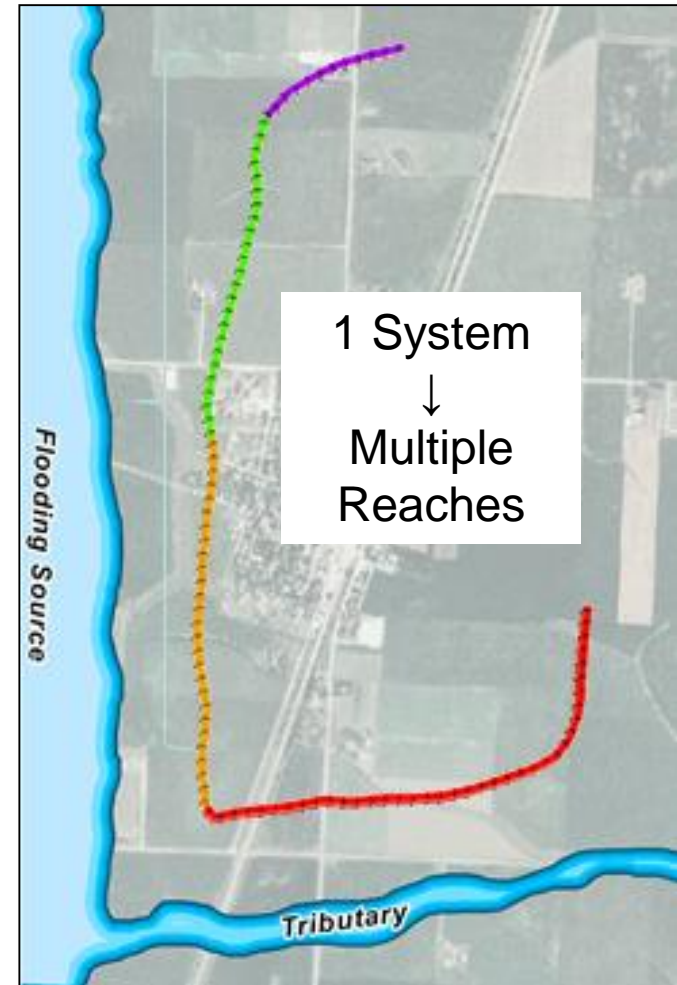 1 System
↓
Multiple
Reaches
Flooding Source
Tributary